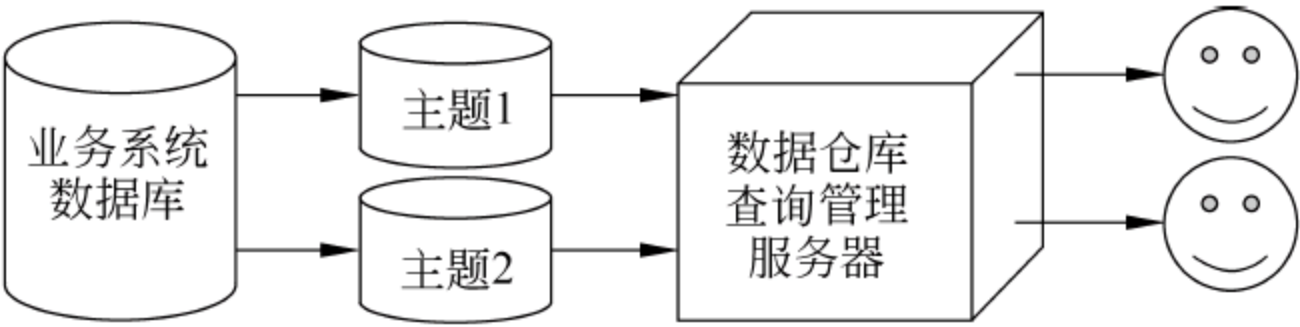 业务系统
数据库
主题1
主题2
数据仓库
查询管理
服务器